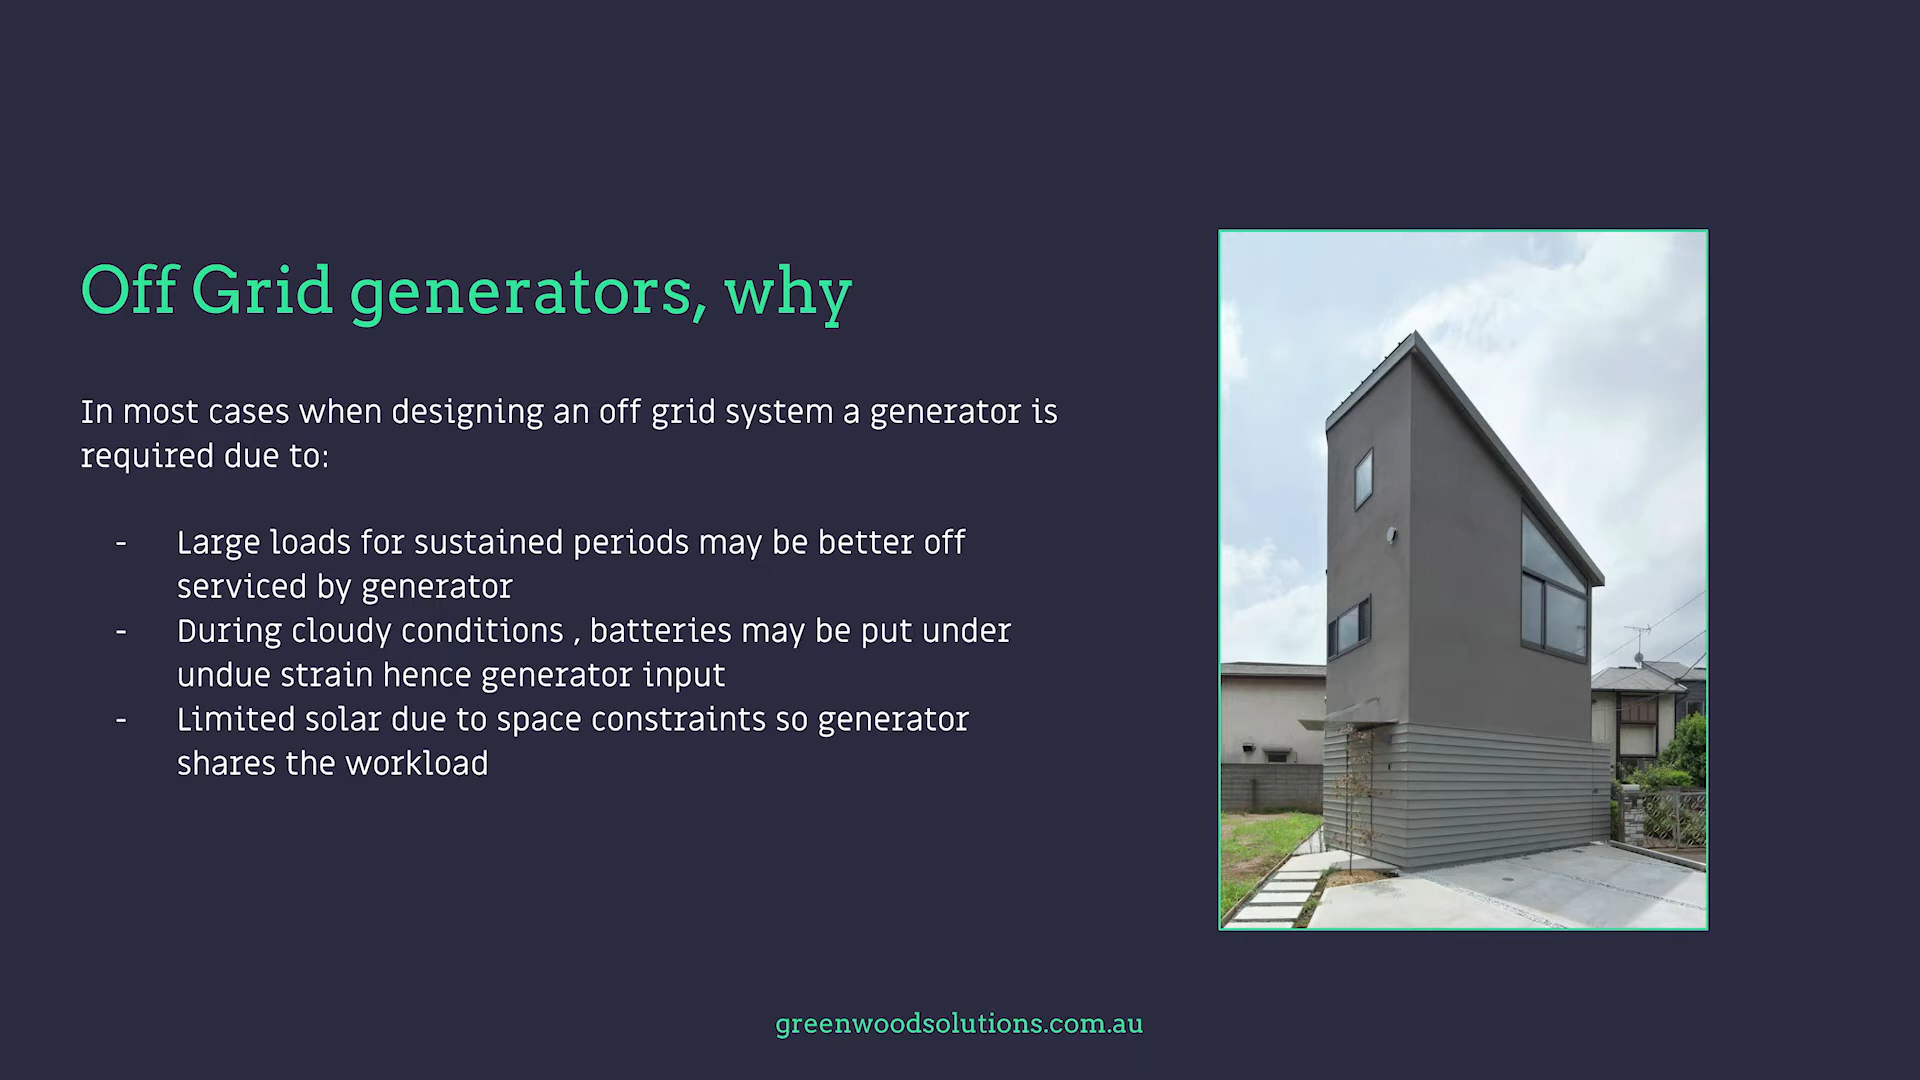 Off Grid generators, why
In most cases when designing an off grid system a generator is
required due to:
- Large loads for sustained periods may be better off
serviced by generator
- During cloudy conditions , batteries may be put under
undue strain hence generator input
- Limited solar due to space constraints so generator
shares the workload
greenwoodsolutions.com.au